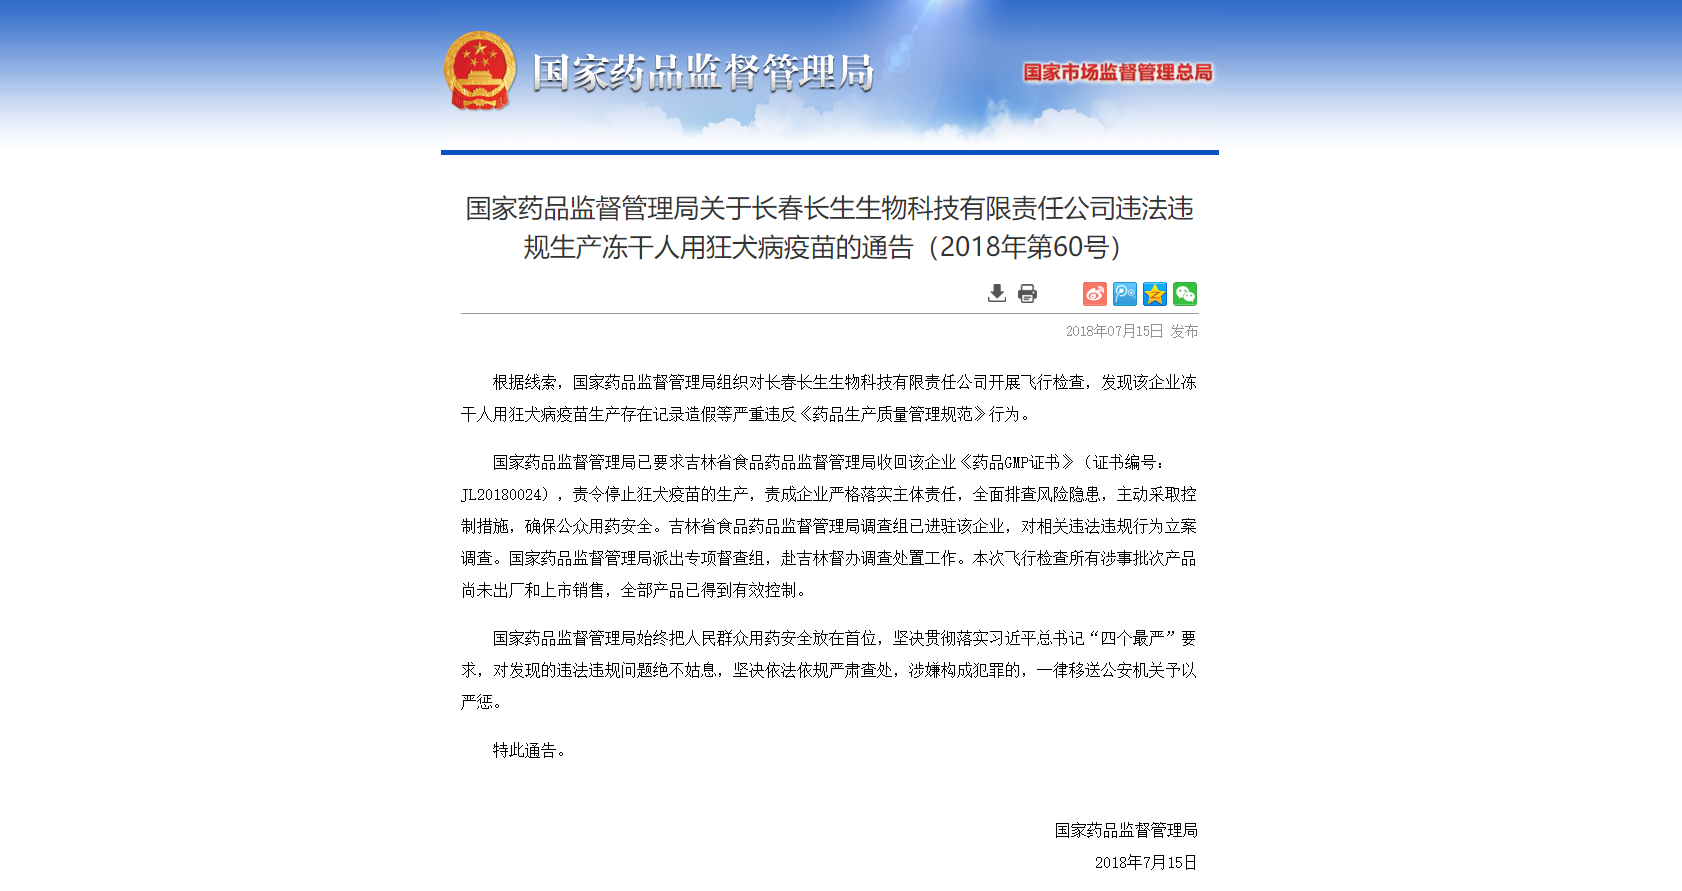 国家药品监督管理局
国家市场监督管理总局
国家药品监督管理局关于长春长生生物科技有限责任公司违法违
规生产冻干人用狂犬病疫苗的通告（2018年第60号）
2018年07月15日 发布
根据线索，国家药品监督管理局组织对长春长生生物科技有限责任公司开展飞行检查，发现该企业冻
干人用狂犬病疫苗生产存在记录造假等严重违反《药品生产质量管理规范》行为。
国家药品监督管理局已要求吉林省食品药品监督管理局收回该企业《药品GMP证书》（证书编号：
JL20180024），责令停止狂犬疫苗的生产，责成企业严格落实主体责任，全面排查风险隐患，主动采取控
制措施，确保公众用药安全。吉林省食品药品监督管理局调查组已进驻该企业，对相关违法违规行为立案
调查。国家药品监督管理局派出专项督查组，赴吉林督办调查处置工作。本次飞行检查所有涉事批次产品
尚未出厂和上市销售，全部产品已得到有效控制。
国家药品监督管理局始终把人民群众用药安全放在首位，坚决贯彻落实习近平总书记“四个最严”要
求，对发现的违法违规问题绝不姑息，坚决依法依规严肃查处，涉嫌构成犯罪的，一律移送公安机关予以
严惩。
特此通告。
国家药品监督管理局
2018年7月15日